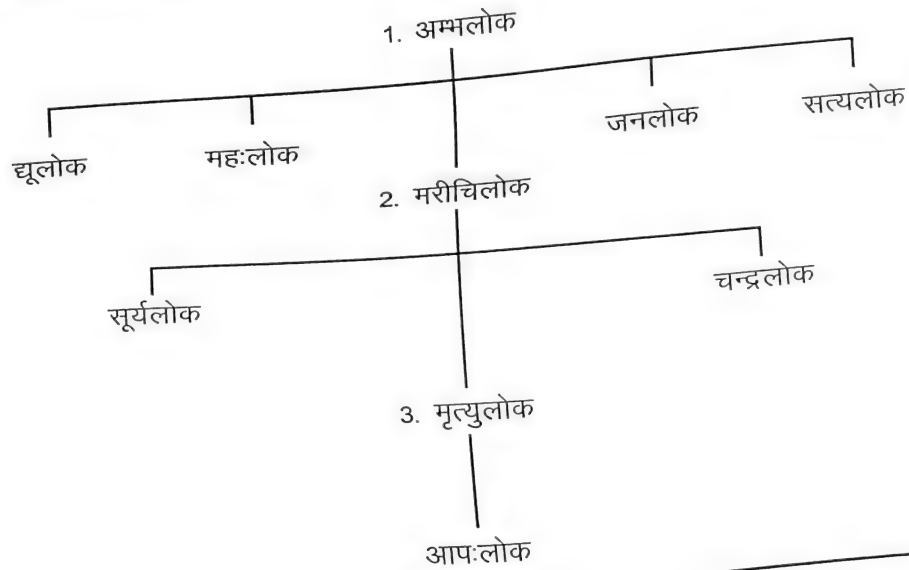 1. अम्भलोक
द्यूलोक महःलोक जनलोक सत्यलोक
2. मरीचिलोक
सूर्यलोक चन्द्रलोक
3. मृत्युलोक
आपःलोक